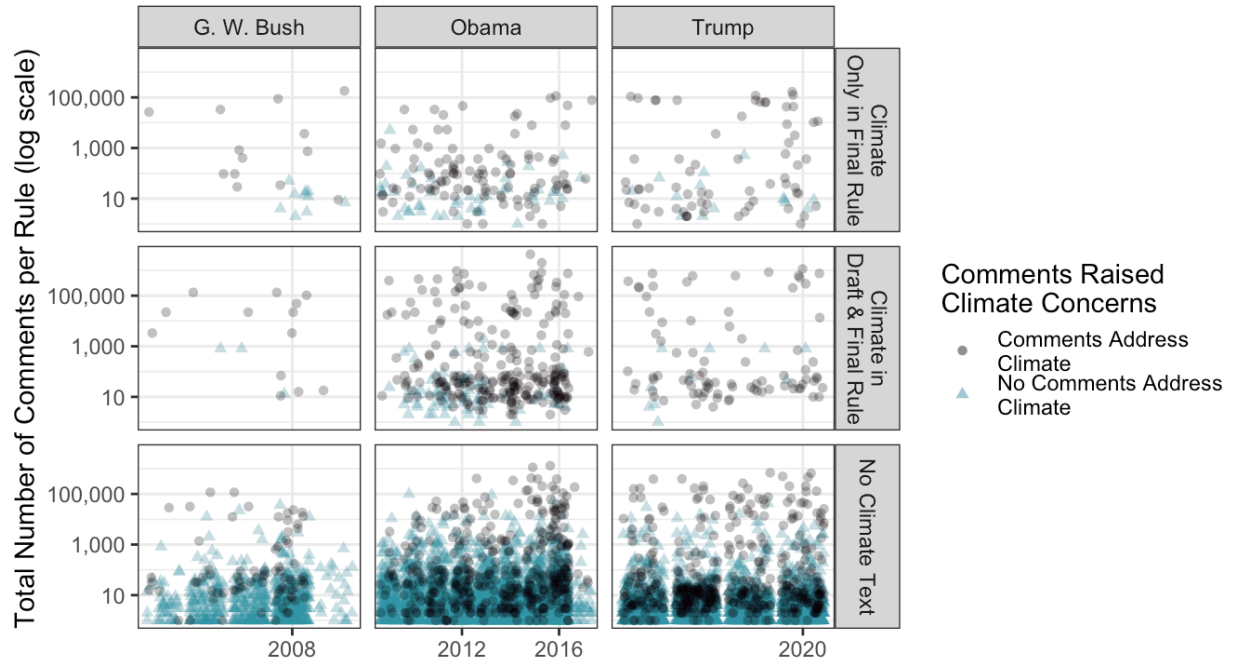 G. W. Bush
Obama
Trump
Total Number of Comments per Rule (log scale)
100,000
1,000
10
Climate
Only in Final Rule
100,000
1,000
10
Climate in
Draft & Final Rule
100,000
1,000
10
No Climate Text
2008
2012
2016
2020
Comments Raised
Climate Concerns
Comments Address
Climate
No Comments Address
Climate